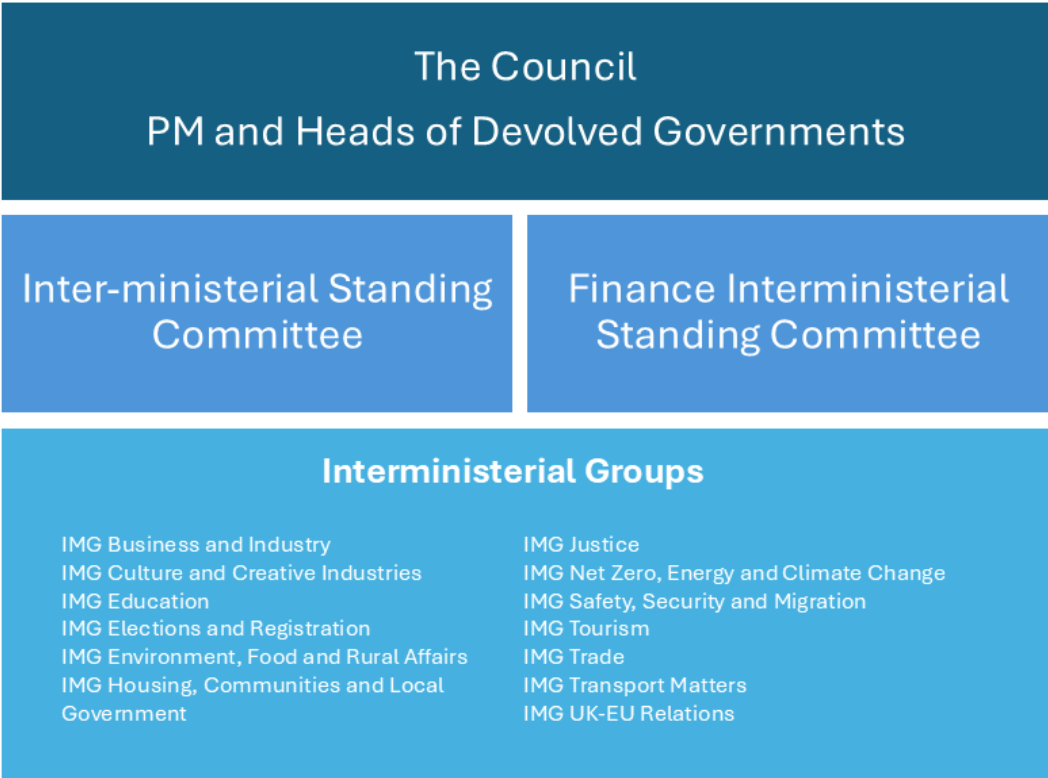 The Council
PM and Heads of Devolved Governments
Inter-ministerial Standing
Committee
Finance Interministerial
Standing Committee
Interministerial Groups
IMG Business and Industry
IMG Culture and Creative Industries
IMG Education
IMG Elections and Registration
IMG Environment, Food and Rural Affairs
IMG Housing, Communities and Local
Government
IMG Justice
IMG Net Zero, Energy and Climate Change
IMG Safety, Security and Migration
IMG Tourism
IMG Trade
IMG Transport Matters
IMG UK-EU Relations